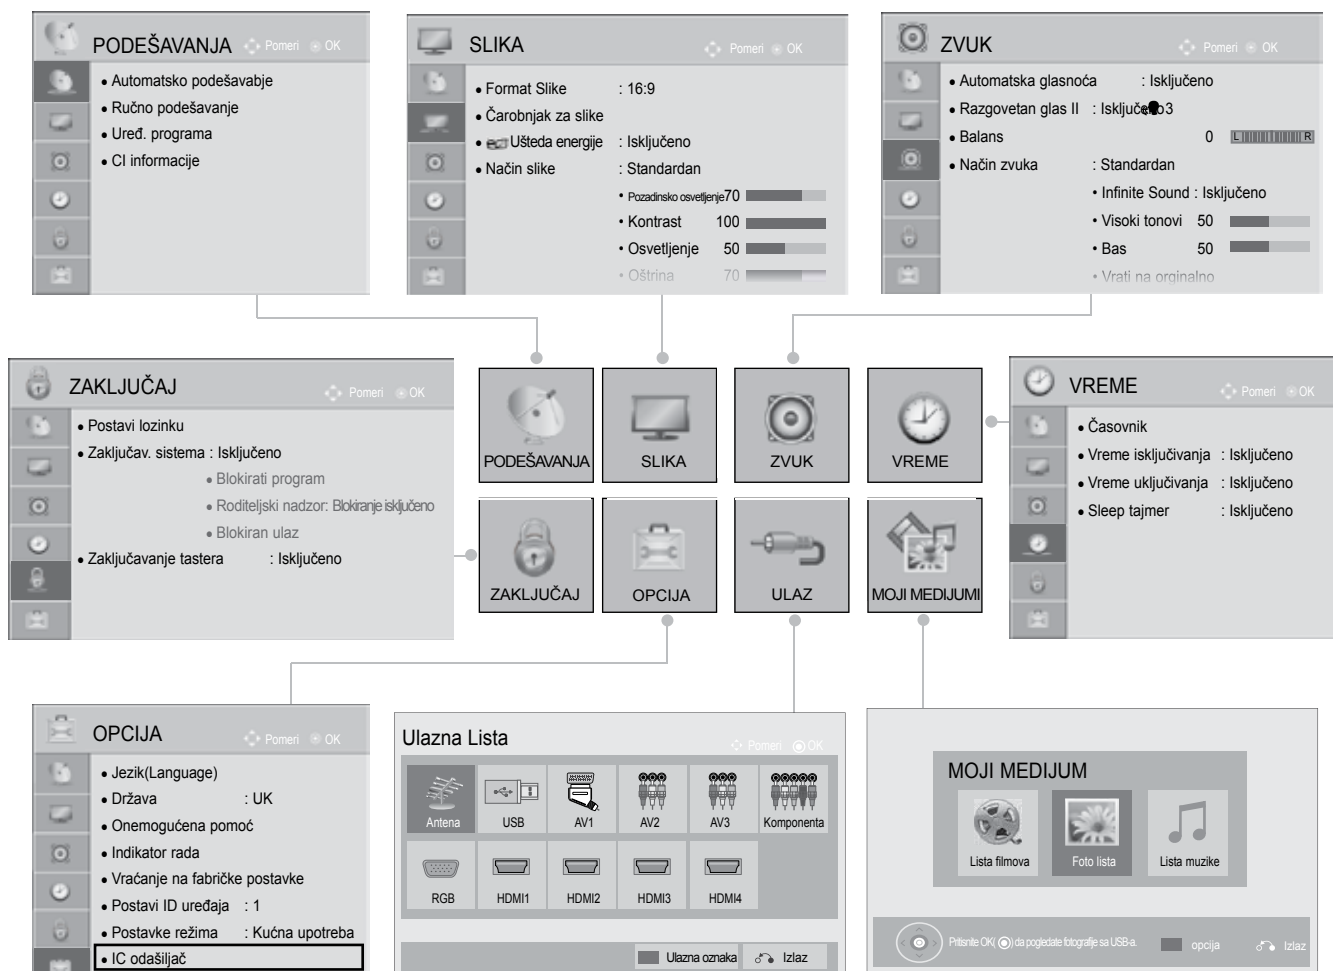 PODEŠAVANJA Pomeri OK
• Automatsko podešavabje
• Ručno podešavanje
• Uređ. programa
• CI informacije
SLIKA Pomeri OK
• Format Slike : 16:9
• Čarobnjak za slike
• Ušteda energije : Isključeno
• Način slike : Standardan
• Pozadinsko osvetljenje70
• Kontrast 100
• Osvetljenje 50
• Oštrina 70
ZVUK Pomeri OK
• Automatska glasnoća : Isključeno
• Razgovetan glas II : Isključeno 3
• Balans 0 L R
• Način zvuka : Standardan
• Infinite Sound : Isključeno
• Visoki tonovi 50
• Bas 50
• Vrati na orginalno
ZAKLJUČAJ Pomeri OK
• Postavi lozinku
• Zaključav. sistema : Isključeno
• Blokirati program
• Roditeljski nadzor: Blokiranje isključeno
• Blokiran ulaz
• Zaključavanje tastera : Isključeno
PODEŠAVANJA
SLIKA
ZVUK
VREME
ZAKLJUČAJ
OPCIJA
ULAZ
MOJI MEDIJUMI
VREME Pomeri OK
• Časovnik
• Vreme isključivanja : Isključeno
• Vreme uključivanja : Isključeno
• Sleep tajmer : Isključeno
OPCIJA Pomeri OK
• Jezik(Language)
• Država : UK
• Onemogućena pomoć
• Indikator rada
• Vraćanje na fabričke postavke
• Postavi ID uređaja : 1
• Postavke režima : Kućna upotreba
• IC odašiljač
Ulazna Lista Pomeri OK
Antena USB AV1 AV2 AV3 Komponenta
RGB HDMI1 HDMI2 HDMI3 HDMI4
Ulazna oznaka Izlaz
MOJI MEDIJUM
Lista filmova Foto lista Lista muzike
Pritisnite OK( ) da pogledate fotografije sa USB-a. opcija Izlaz